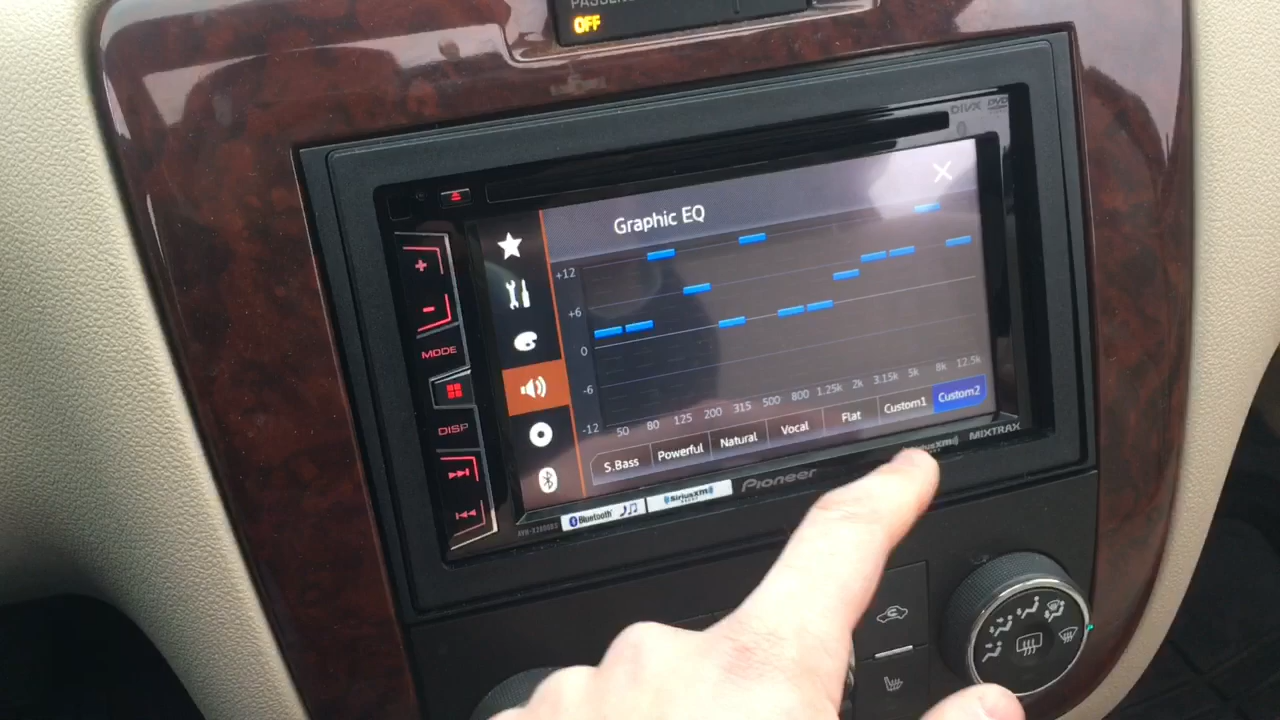 OFF
DIVX DVD
Graphic EQ
+12
+6
0
-6
-12
50 80 125 200 315 500 800 1.25k 2k 3.15k 5k 8k 12.5k
S.Bass Powerful Natural Vocal Flat Custom1 Custom2
MODE
DISP
Bluetooth
SiriusXM
Pioneer
SiriusXM
MIXTRAX